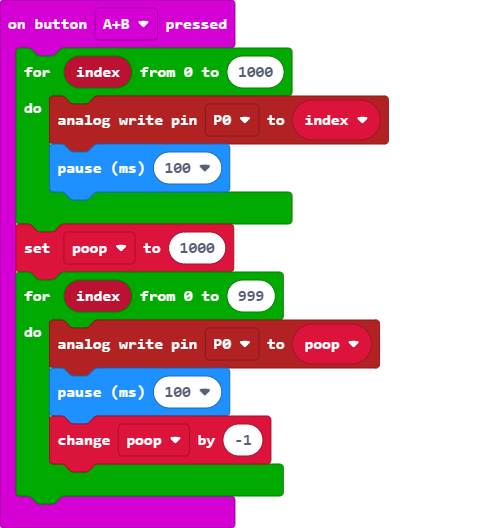 on button A+B pressed
for index from 0 to 1000
do
analog write pin P0 to index
pause (ms) 100
set poop to 1000
for index from 0 to 999
do
analog write pin P0 to poop
pause (ms) 100
change poop by -1